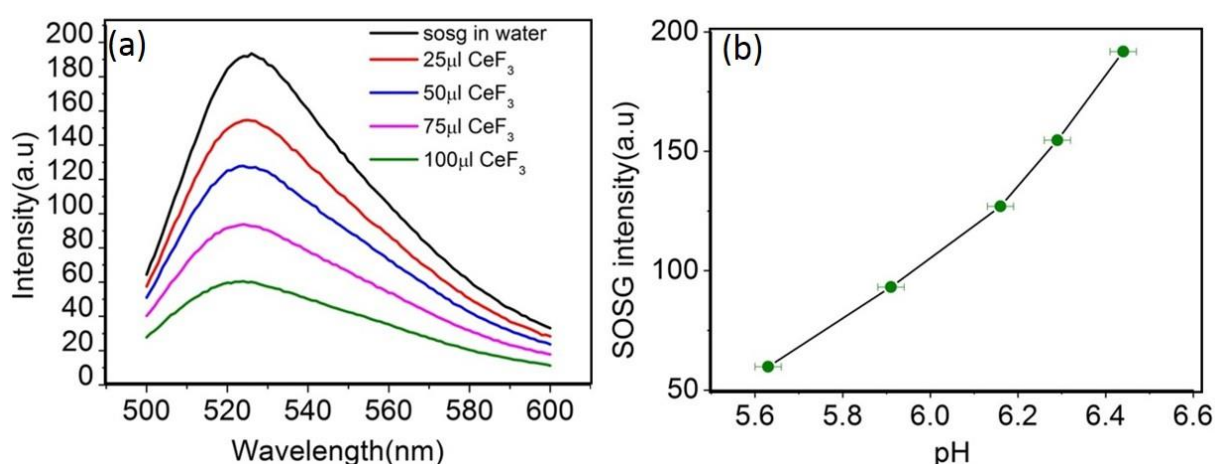 (a)
sosg in water
25μl CeF₃
50μl CeF₃
75μl CeF₃
100μl CeF₃
Intensity(a.u)
200
180
160
140
120
100
80
60
40
20
0
500 520 540 560 580 600
Wavelength(nm)
(b)
SOSG intensity(a.u)
200
150
100
50
5.6 5.8 6.0 6.2 6.4 6.6
pH